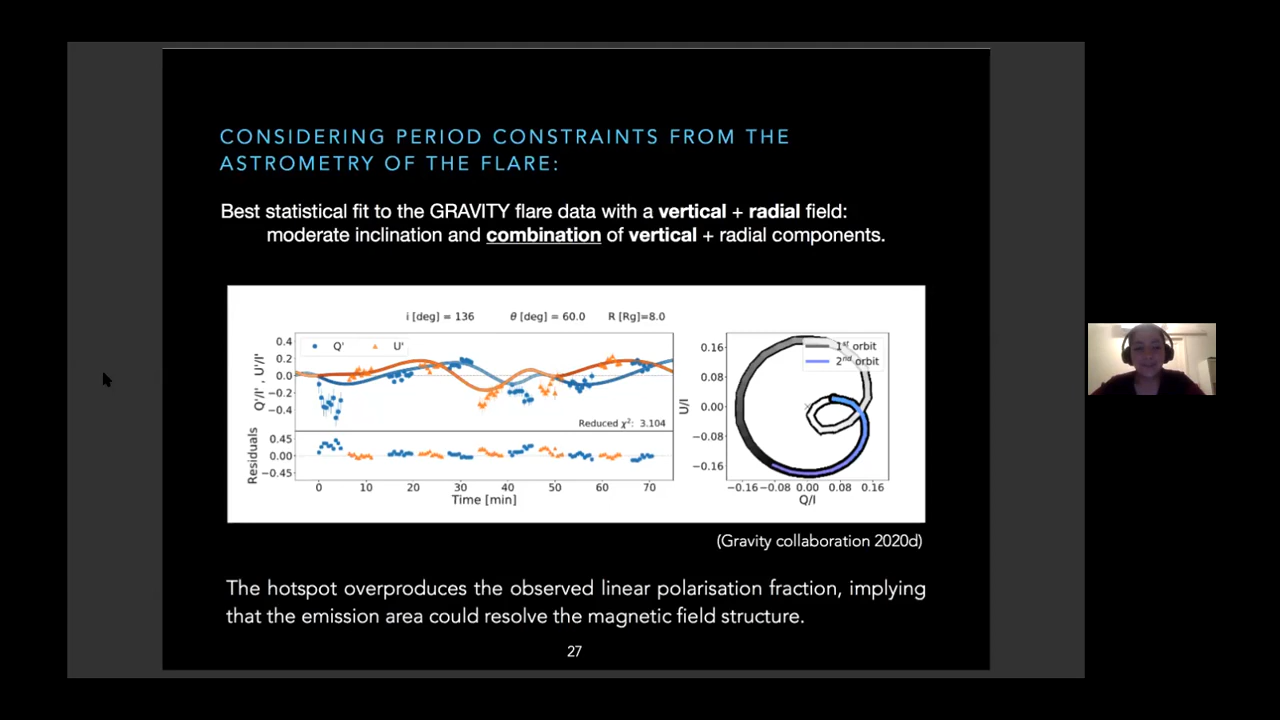 CONSIDERING PERIOD CONSTRAINTS FROM THE
ASTROMETRY OF THE FLARE:
Best statistical fit to the GRAVITY flare data with a vertical + radial field:
moderate inclination and combination of vertical + radial components.
i [deg] = 136 θ [deg] = 60.0 R [Rg]=8.0
Q'/I' , U'/I'
0.4
0.2
0.0
−0.2
−0.4
Q' U'
Reduced χ²: 3.104
Residuals
0.45
0.00
−0.45
0 10 20 30 40 50 60 70
Time [min]
U/I
0.16
0.08
0.00
−0.08
−0.16
1st orbit
2nd orbit
−0.16 −0.08 0.00 0.08 0.16
Q/I
(Gravity collaboration 2020d)
The hotspot overproduces the observed linear polarisation fraction, implying
that the emission area could resolve the magnetic field structure.
27